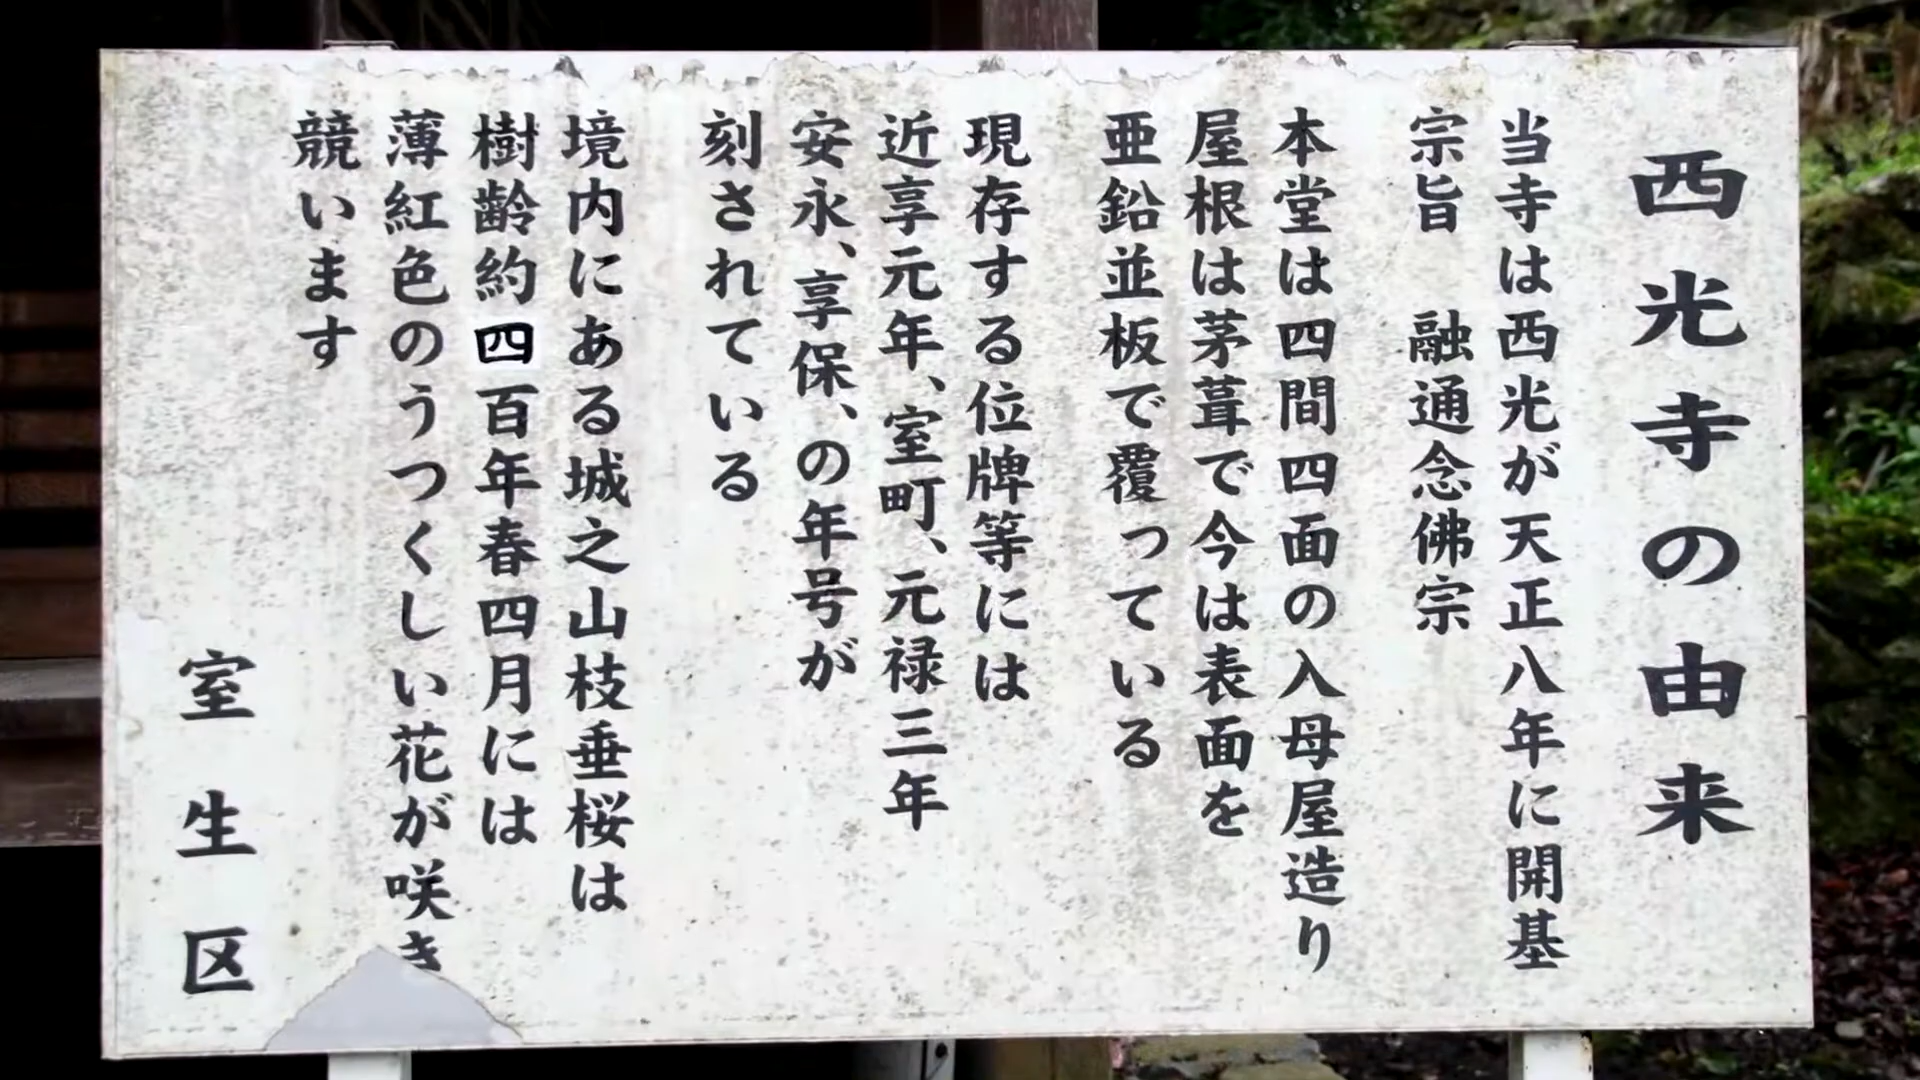 西光寺の由来
当寺は西光が天正八年に開基
宗旨　融通念佛宗
本堂は四間四面の入母屋造り
屋根は茅葺で今は表面を
亜鉛並板で覆っている
現存する位牌等には
近享元年、室町、元禄三年
安永、享保、の年号が
刻されている
境内にある城之山枝垂桜は
樹齢約四百年春四月には
薄紅色のうつくしい花が咲き
競います
室生区